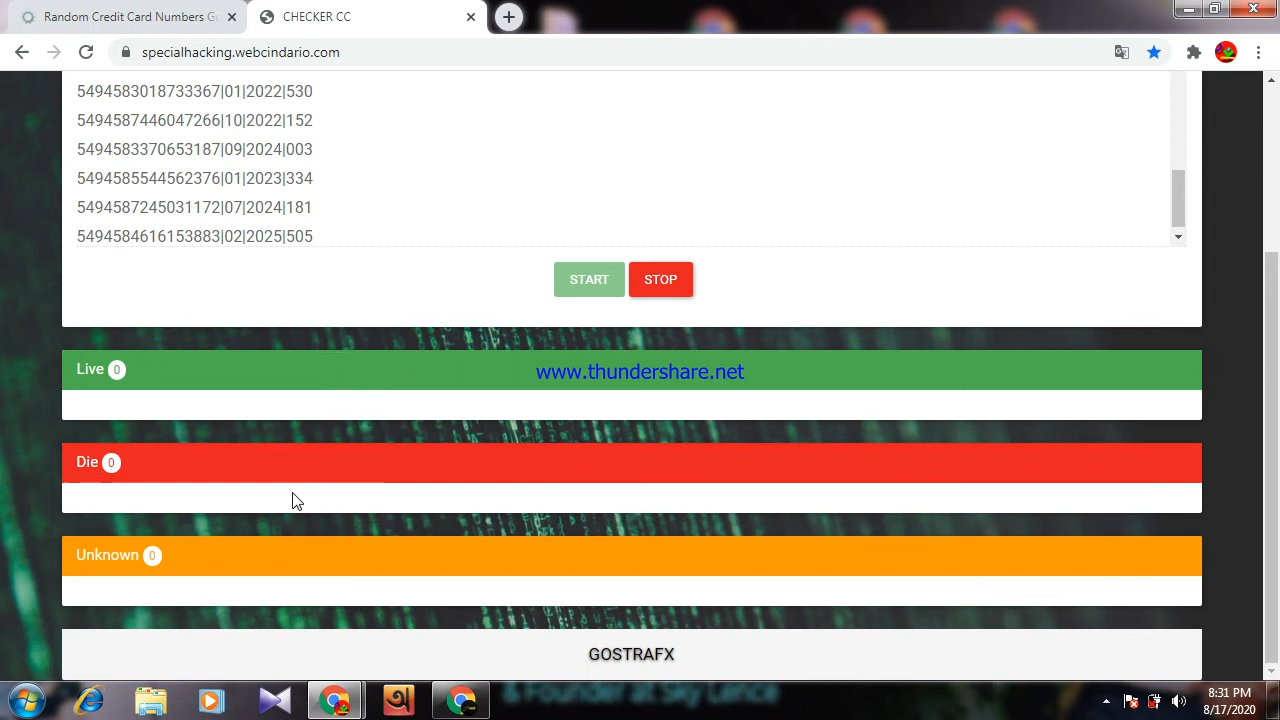 Random Credit Card Numbers G
CHECKER CC
specialhacking.webcindario.com
5494583018733367|01|2022|530
5494587446047266|10|2022|152
5494583370653187|09|2024|003
5494585544562376|01|2023|334
5494587245031172|07|2024|181
5494584616153883|02|2025|505
START STOP
Live 0
www.thundershare.net
Die 0
Unknown 0
GOSTRAFX
8:31 PM
8/17/2020